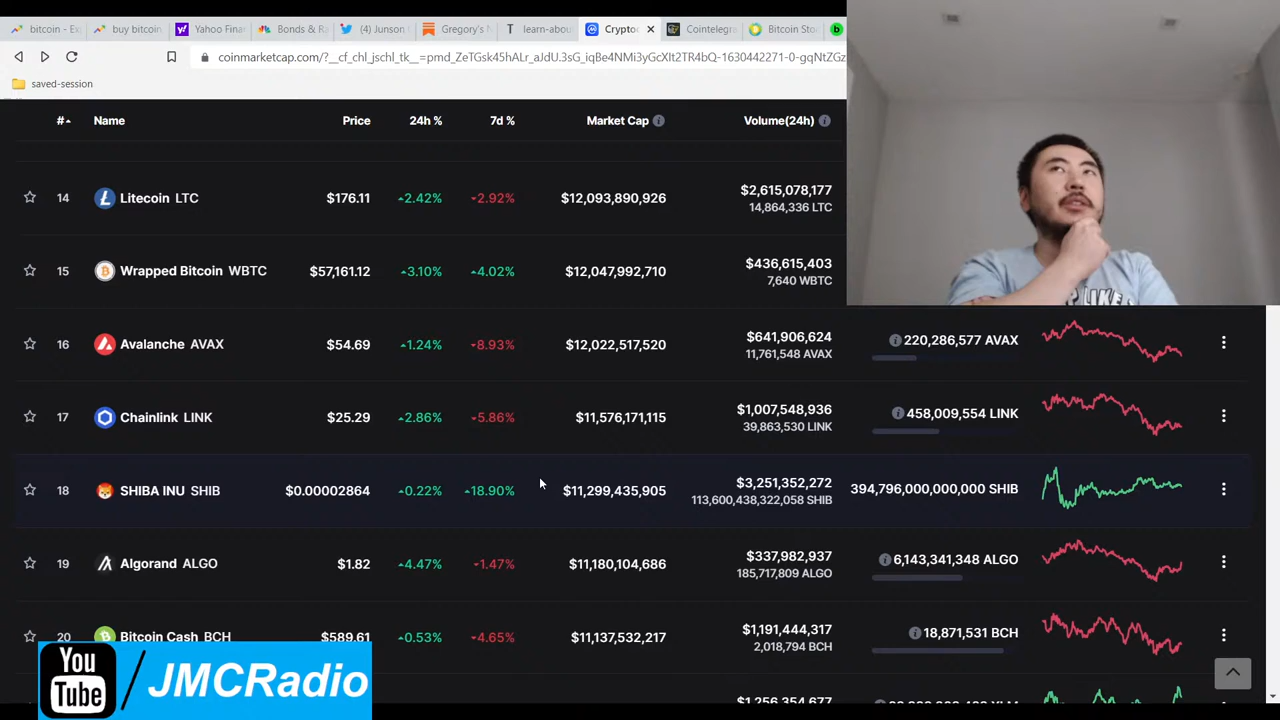 bitcoin - Ex
buy bitcoin
Yahoo Fina
Bonds & Ra
(4) Junson
Gregory's
learn-abou
Crypto
Cointelegr
Bitcoin Sto
coinmarketcap.com/?__cf_chl_jschl_tk__=pmd_ZeTGsk45hALr_aJdU.3sG_iqBe4NMi3yGcXIt2TR4bQ-1630442271-0-gqNtZGz
saved-session
# Name Price 24h % 7d % Market Cap Volume(24h)
14 Litecoin LTC $176.11 2.42% 2.92% $12,093,890,926 $2,615,078,177
14,864,336 LTC
15 Wrapped Bitcoin WBTC $57,161.12 3.10% 4.02% $12,047,992,710 $436,615,403
7,640 WBTC
16 Avalanche AVAX $54.69 1.24% 8.93% $12,022,517,520 $641,906,624 220,286,577 AVAX
11,761,548 AVAX
17 Chainlink LINK $25.29 2.86% 5.86% $11,576,171,115 $1,007,548,936 458,009,554 LINK
39,863,530 LINK
18 SHIBA INU SHIB $0.00002864 0.22% 18.90% $11,299,435,905 $3,251,352,272 394,796,000,000,000 SHIB
113,600,438,322,058 SHIB
19 Algorand ALGO $1.82 4.47% 1.47% $11,180,104,686 $337,982,937 6,143,341,348 ALGO
185,717,809 ALGO
20 Bitcoin Cash BCH $589.61 0.53% 4.65% $11,137,532,217 $1,191,444,317 18,871,531 BCH
2,018,794 BCH
You
Tube
/JMCRadio